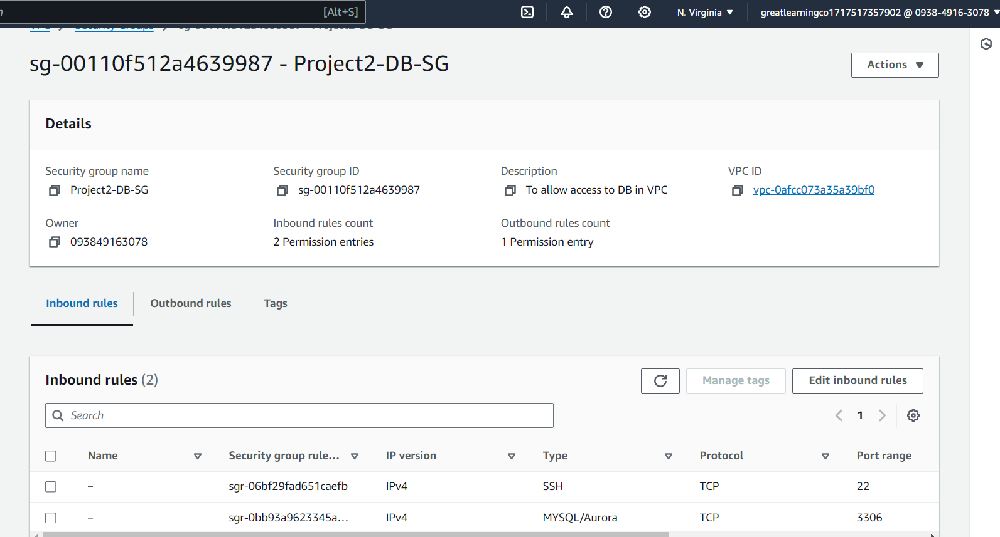 [Alt+S] N. Virginia greatlearningco1717517357902 @ 0938-4916-3078
Security Groups
sg-00110f512a4639987 - Project2-DB-SG
Actions
Details
Security group name
Project2-DB-SG
Security group ID
sg-00110f512a4639987
Description
To allow access to DB in VPC
VPC ID
vpc-0afcc073a35a39bf0
Owner
093849163078
Inbound rules count
2 Permission entries
Outbound rules count
1 Permission entry
Inbound rules Outbound rules Tags
Inbound rules (2) Manage tags Edit inbound rules
Search 1
Name Security group rule... IP version Type Protocol Port range
– sgr-06bf29fad651caefb IPv4 SSH TCP 22
– sgr-0bb93a9623345a... IPv4 MYSQL/Aurora TCP 3306